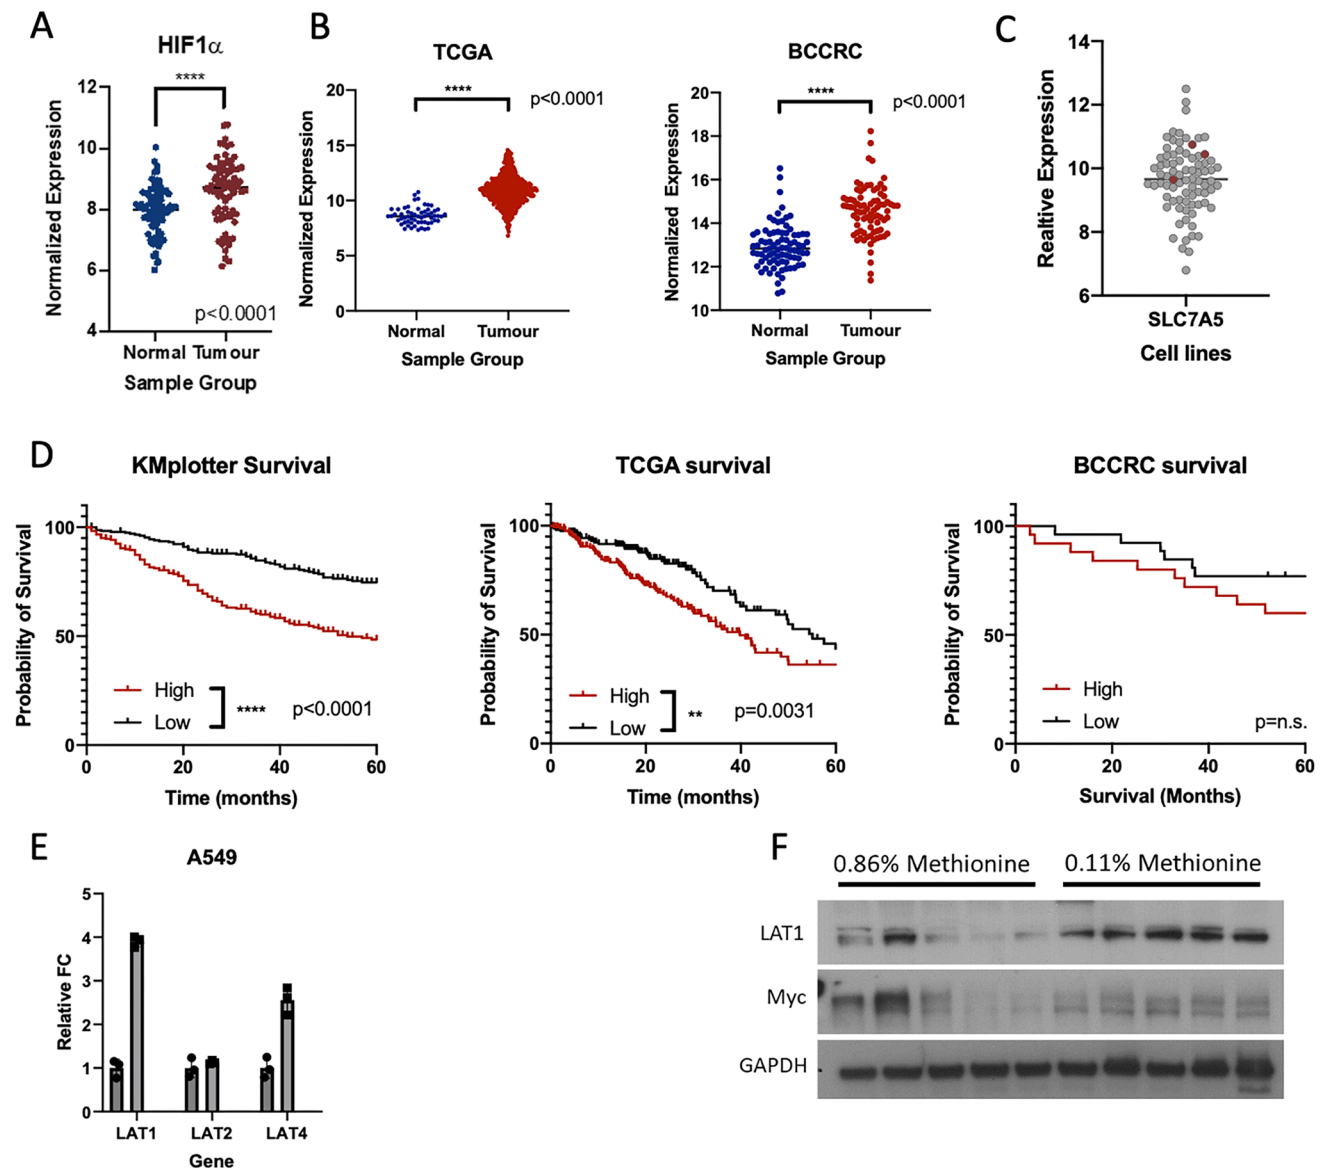 A
HIF1α
****
12
10
8
6
4
Normalized Expression
p<0.0001
Normal Tumour
Sample Group
B
TCGA
****
p<0.0001
20
15
10
5
0
Normalized Expression
Normal Tumour
Sample Group
BCCRC
****
p<0.0001
20
18
16
14
12
10
Normalized Expression
Normal Tumour
Sample Group
C
14
12
10
8
6
Realtive Expression
SLC7A5
Cell lines
D
KMplotter Survival
100
50
0
Probability of Survival
High
Low
**** p<0.0001
0 20 40 60
Time (months)
TCGA survival
100
50
0
Probability of Survival
High
Low
** p=0.0031
0 20 40 60
Time (months)
BCCRC survival
100
50
0
Probability of Survival
High
Low
p=n.s.
0 20 40 60
Survival (Months)
E
A549
5
4
3
2
1
0
Relative FC
LAT1 LAT2 LAT4
Gene
F
0.86% Methionine 0.11% Methionine
LAT1
Myc
GAPDH